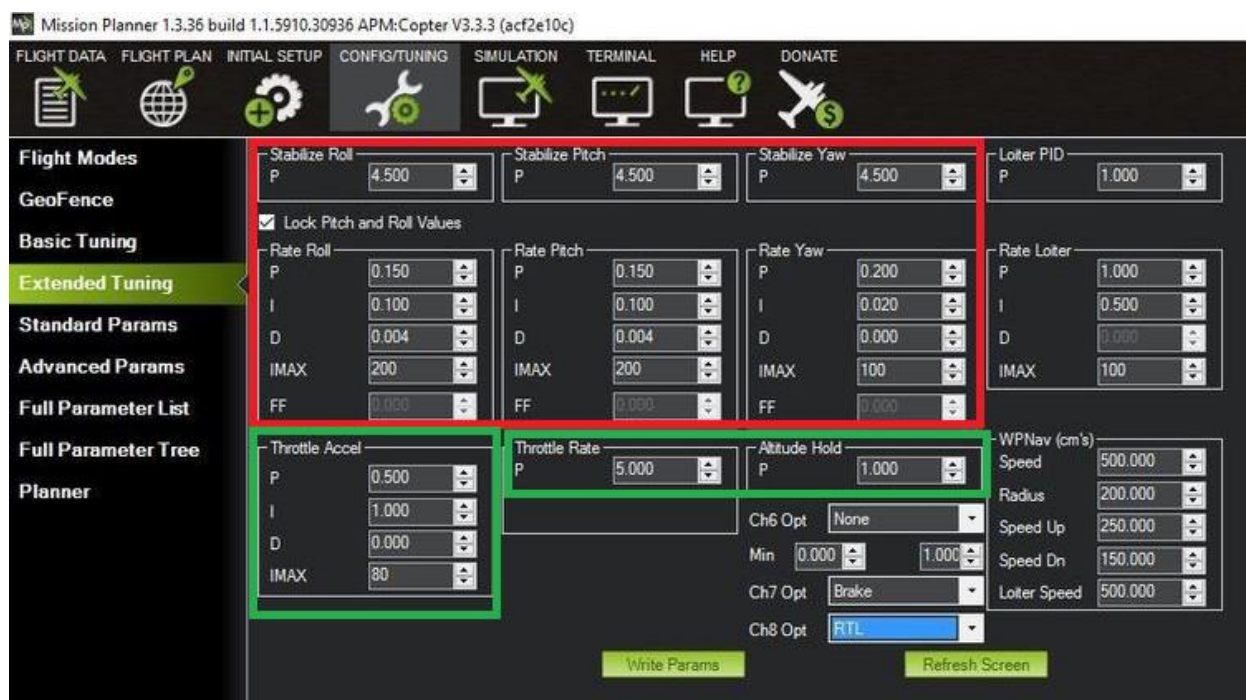 Mission Planner 1.3.36 build 1.1.5910.30936 APM:Copter V3.3.3 (acf2e10c)
FLIGHT DATA FLIGHT PLAN INITIAL SETUP CONFIG/TUNING SIMULATION TERMINAL HELP DONATE
Flight Modes
GeoFence
Basic Tuning
Extended Tuning
Standard Params
Advanced Params
Full Parameter List
Full Parameter Tree
Planner
Stabilize Roll
P 4.500
Stabilize Pitch
P 4.500
Stabilize Yaw
P 4.500
Loiter PID
P 1.000
Lock Pitch and Roll Values
Rate Roll
P 0.150
I 0.100
D 0.004
IMAX 200
FF 0.000
Rate Pitch
P 0.150
I 0.100
D 0.004
IMAX 200
FF 0.000
Rate Yaw
P 0.200
I 0.020
D 0.000
IMAX 100
FF 0.000
Rate Loiter
P 1.000
I 0.500
D 0.000
IMAX 100
Throttle Accel
P 0.500
I 1.000
D 0.000
IMAX 80
Throttle Rate
P 5.000
Altitude Hold
P 1.000
WPNav (cm's)
Speed 500.000
Radius 200.000
Speed Up 250.000
Speed Dn 150.000
Loiter Speed 500.000
Ch6 Opt None
Min 0.000 1.000
Ch7 Opt Brake
Ch8 Opt RTL
Write Params Refresh Screen